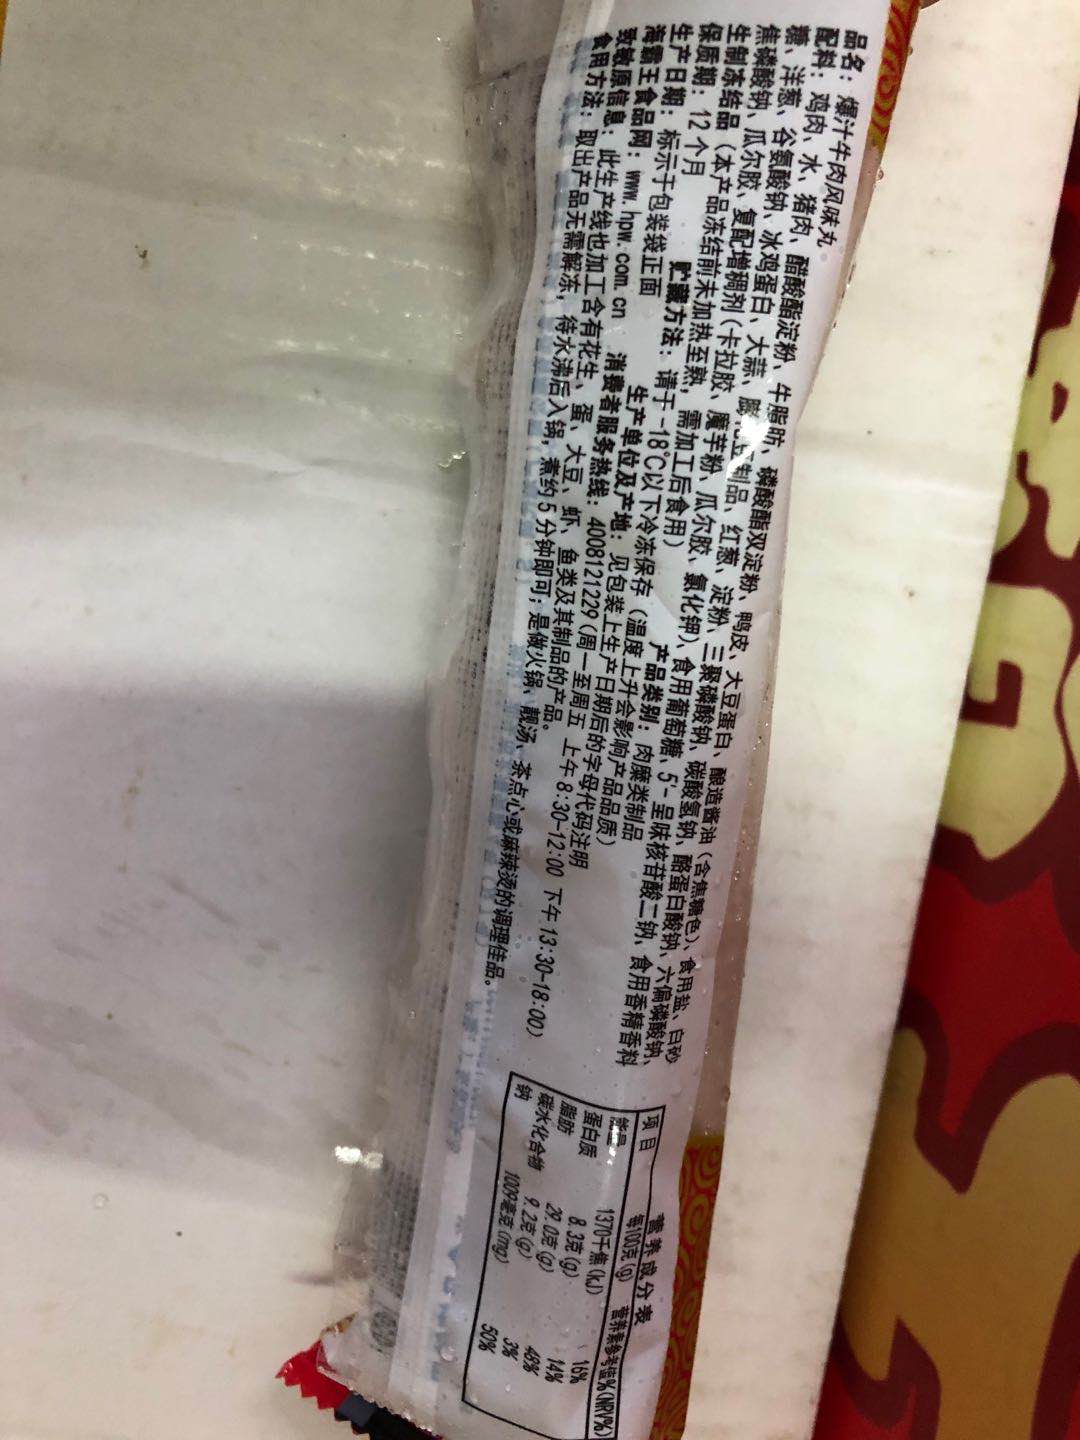 品名：爆汁牛肉风味丸
配料：鸡肉、水、猪肉、醋酸酯淀粉、牛脂肪、磷酸酯双淀粉、鸭皮、大豆蛋白、酿造酱油（含焦糖色）、食用盐、白砂
糖、洋葱、谷氨酸钠、冰鸡蛋白、大蒜、制品、红葱、淀粉、三聚磷酸钠、碳酸氢钠、酪蛋白酸钠、六偏磷酸钠、
焦磷酸钠、瓜尔胶、复配增稠剂（卡拉胶、魔芋粉、瓜尔胶、氯化钾）、食用葡萄糖、5'-呈味核苷酸二钠、食用香精香料
生制冻结品（本产品冻结前未加热至熟，需加工后食用） 产品类别：肉糜类制品
保质期：12个月 贮藏方法：请于-18℃以下冷冻保存（温度上升会影响产品品质）
生产日期：标示于包装袋正面 生产单位及产地：见包装上生产日期后的字母代码注明
海霸王食品网：www.hpw.com.cn 消费者服务热线：4008121229（周一至周五 上午8:30-12:00 下午13:30-18:00）
致敏原信息：此生产线也加工含有花生、蛋、大豆、虾、鱼类及其制品的产品。
食用方法：取出产品无需解冻，待水沸后入锅，煮约5分钟即可；是做火锅、靓汤、茶点心或麻辣烫的调理佳品。
营养成分表
项目 每100克(g) 营养素参考值%(NRV%)
能量 1370千焦(kJ) 16%
蛋白质 8.3克(g) 14%
脂肪 29.0克(g) 48%
碳水化合物 9.2克(g) 3%
钠 1009毫克(mg) 50%